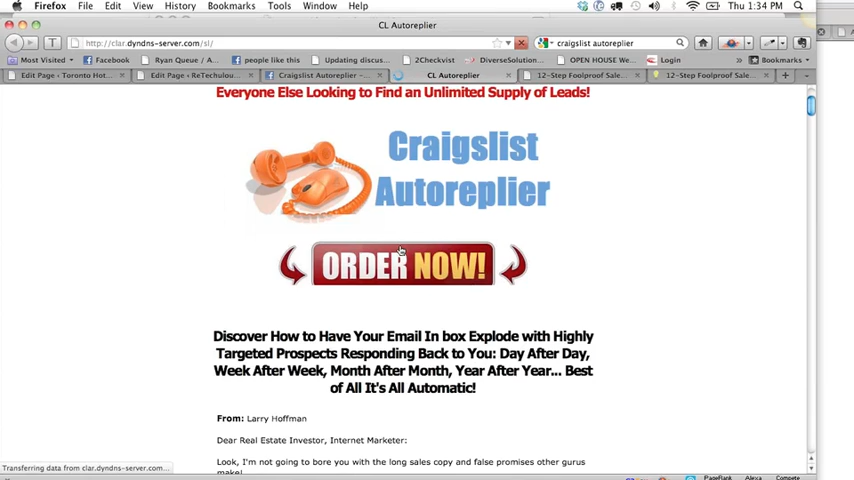 Firefox File Edit View History Bookmarks Tools Window Help Thu 1:34 PM
CL Autoreplier
http://clar.dyndns-server.com/sl/ craigslist autoreplier
Most Visited Facebook Ryan Queue / A... people like this Updating discus... 2Checkvist DiverseSolution... OPEN HOUSE We... Login Bookmarks
Edit Page ‹ Toronto Hot... Edit Page ‹ ReTechulou... Craigslist Autoreplier –... CL Autoreplier 12-Step Foolproof Sale... 12-Step Foolproof Sale...
Everyone Else Looking to Find an Unlimited Supply of Leads!
Craigslist
Autoreplier
ORDER NOW!
Discover How to Have Your Email In box Explode with Highly
Targeted Prospects Responding Back to You: Day After Day,
Week After Week, Month After Month, Year After Year... Best
of All It's All Automatic!
From: Larry Hoffman
Dear Real Estate Investor, Internet Marketer:
Look, I'm not going to bore you with the long sales copy and false promises other gurus
make!
Transferring data from clar.dyndns-server.com...
PageRank Alexa Compete